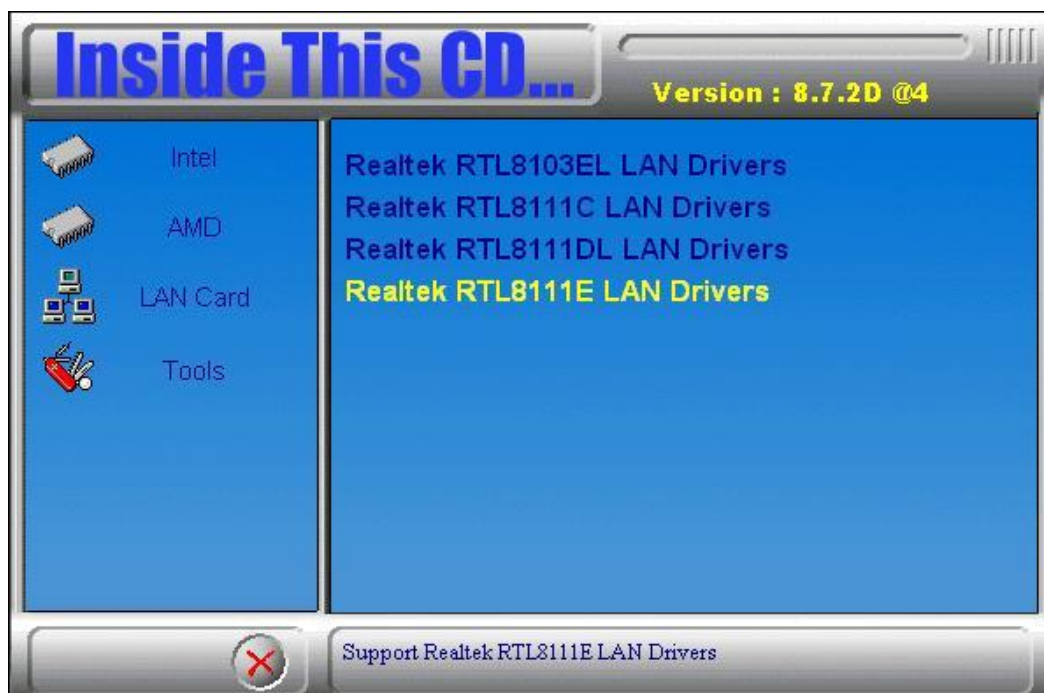 Inside This CD...
Version : 8.7.2D @4
Intel
AMD
LAN Card
Tools
Realtek RTL8103EL LAN Drivers
Realtek RTL8111C LAN Drivers
Realtek RTL8111DL LAN Drivers
Realtek RTL8111E LAN Drivers
Support Realtek RTL8111E LAN Drivers